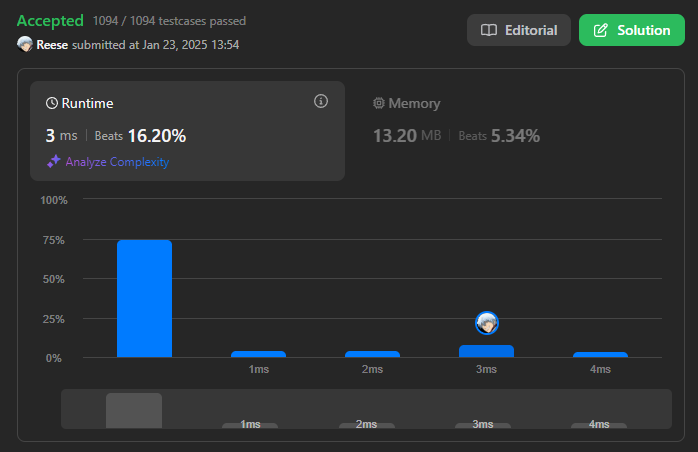 Accepted 1094 / 1094 testcases passed
Reese submitted at Jan 23, 2025 13:54
Editorial
Solution
Runtime
3 ms | Beats 16.20%
Analyze Complexity
Memory
13.20 MB | Beats 5.34%
100%
75%
50%
25%
0%
1ms 2ms 3ms 4ms
1ms 2ms 3ms 4ms